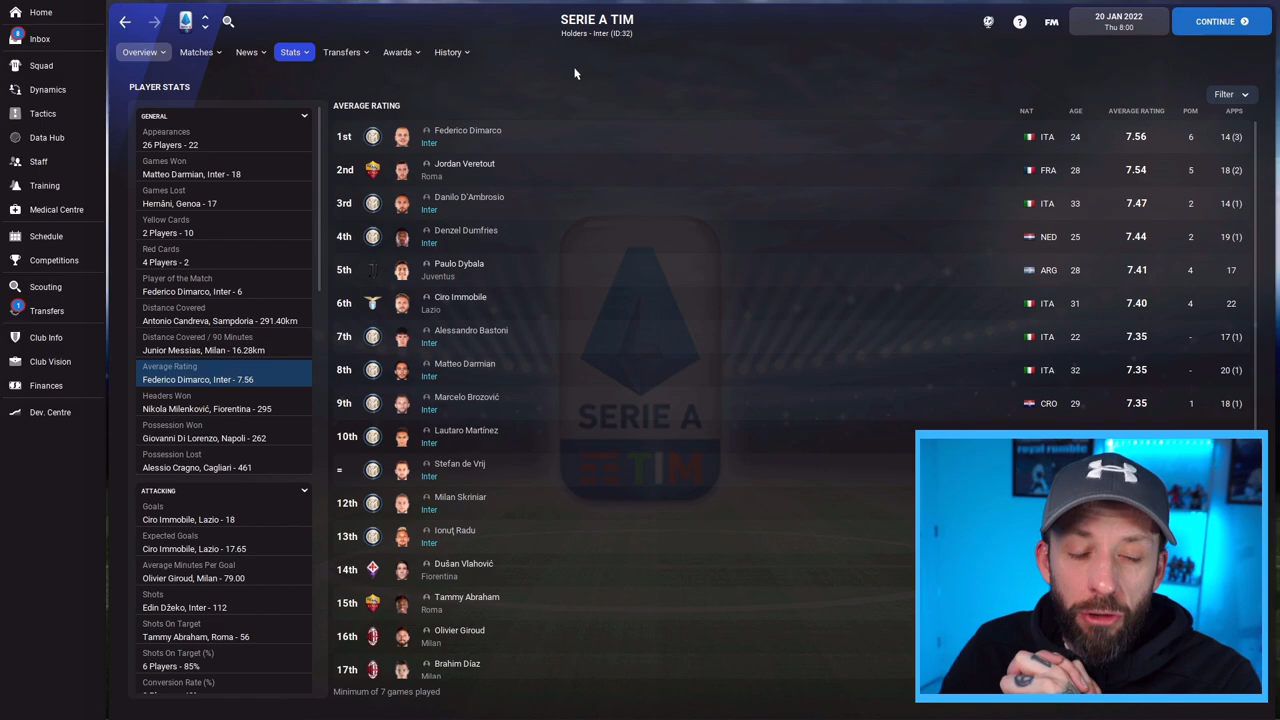 Home
8
Inbox
Squad
Dynamics
Tactics
Data Hub
Staff
Training
Medical Centre
Schedule
Competitions
Scouting
1
Transfers
Club Info
Club Vision
Finances
Dev. Centre
SERIE A TIM
Holders - Inter (ID:32)
FM
20 JAN 2022
Thu 8:00
CONTINUE
Overview
Matches
News
Stats
Transfers
Awards
History
PLAYER STATS
GENERAL
Appearances
26 Players - 22
Games Won
Matteo Darmian, Inter - 18
Games Lost
Hernâni, Genoa - 17
Yellow Cards
2 Players - 10
Red Cards
4 Players - 2
Player of the Match
Federico Dimarco, Inter - 6
Distance Covered
Antonio Candreva, Sampdoria - 291.40km
Distance Covered / 90 Minutes
Junior Messias, Milan - 16.28km
Average Rating
Federico Dimarco, Inter - 7.56
Headers Won
Nikola Milenković, Fiorentina - 295
Possession Won
Giovanni Di Lorenzo, Napoli - 262
Possession Lost
Alessio Cragno, Cagliari - 461
ATTACKING
Goals
Ciro Immobile, Lazio - 18
Expected Goals
Ciro Immobile, Lazio - 17.65
Average Minutes Per Goal
Olivier Giroud, Milan - 79.00
Shots
Edin Džeko, Inter - 112
Shots On Target
Tammy Abraham, Roma - 56
Shots On Target (%)
6 Players - 85%
Conversion Rate (%)
Filter
AVERAGE RATING
NAT AGE AVERAGE RATING POM APPS
1st Federico Dimarco ITA 24 7.56 6 14 (3)
Inter
2nd Jordan Veretout FRA 28 7.54 5 18 (2)
Roma
3rd Danilo D'Ambrosio ITA 33 7.47 2 14 (1)
Inter
4th Denzel Dumfries NED 25 7.44 2 19 (1)
Inter
5th Paulo Dybala ARG 28 7.41 4 17
Juventus
6th Ciro Immobile ITA 31 7.40 4 22
Lazio
7th Alessandro Bastoni ITA 22 7.35 - 17 (1)
Inter
8th Matteo Darmian ITA 32 7.35 - 20 (1)
Inter
9th Marcelo Brozović CRO 29 7.35 1 18 (1)
Inter
10th Lautaro Martínez
Inter
= Stefan de Vrij
Inter
12th Milan Skriniar
Inter
13th Ionuț Radu
Inter
14th Dušan Vlahović
Fiorentina
15th Tammy Abraham
Roma
16th Olivier Giroud
Milan
17th Brahim Díaz
Milan
Minimum of 7 games played
SERIE A
TIM
royal rumble